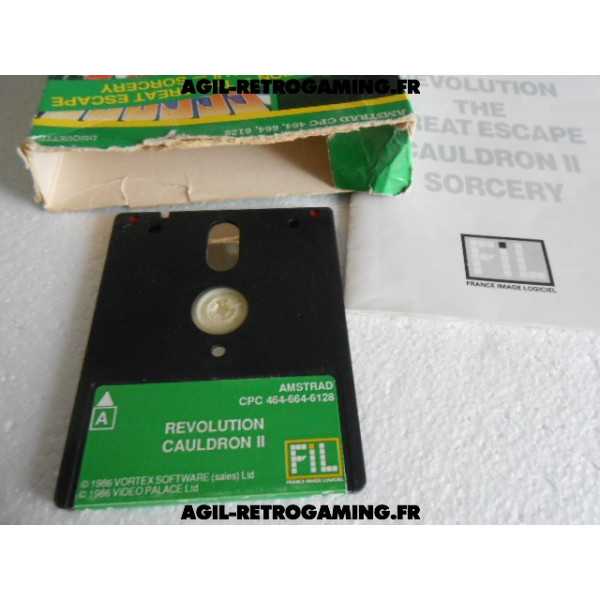 AGIL-RETROGAMING.FR
GREAT ESCAPE
SORCERY
AMSTRAD CPC 464, 664, 6128
DISQUETTE
REVOLUTION
THE
GREAT ESCAPE
CAULDRON II
SORCERY
FIL
FRANCE IMAGE LOGICIEL
AMSTRAD
CPC 464-664-6128
A
REVOLUTION
CAULDRON II
FIL
FRANCE IMAGE LOGICIEL
© 1986 VORTEX SOFTWARE (sales) Ltd
© 1986 VIDEO PALACE Ltd
AGIL-RETROGAMING.FR